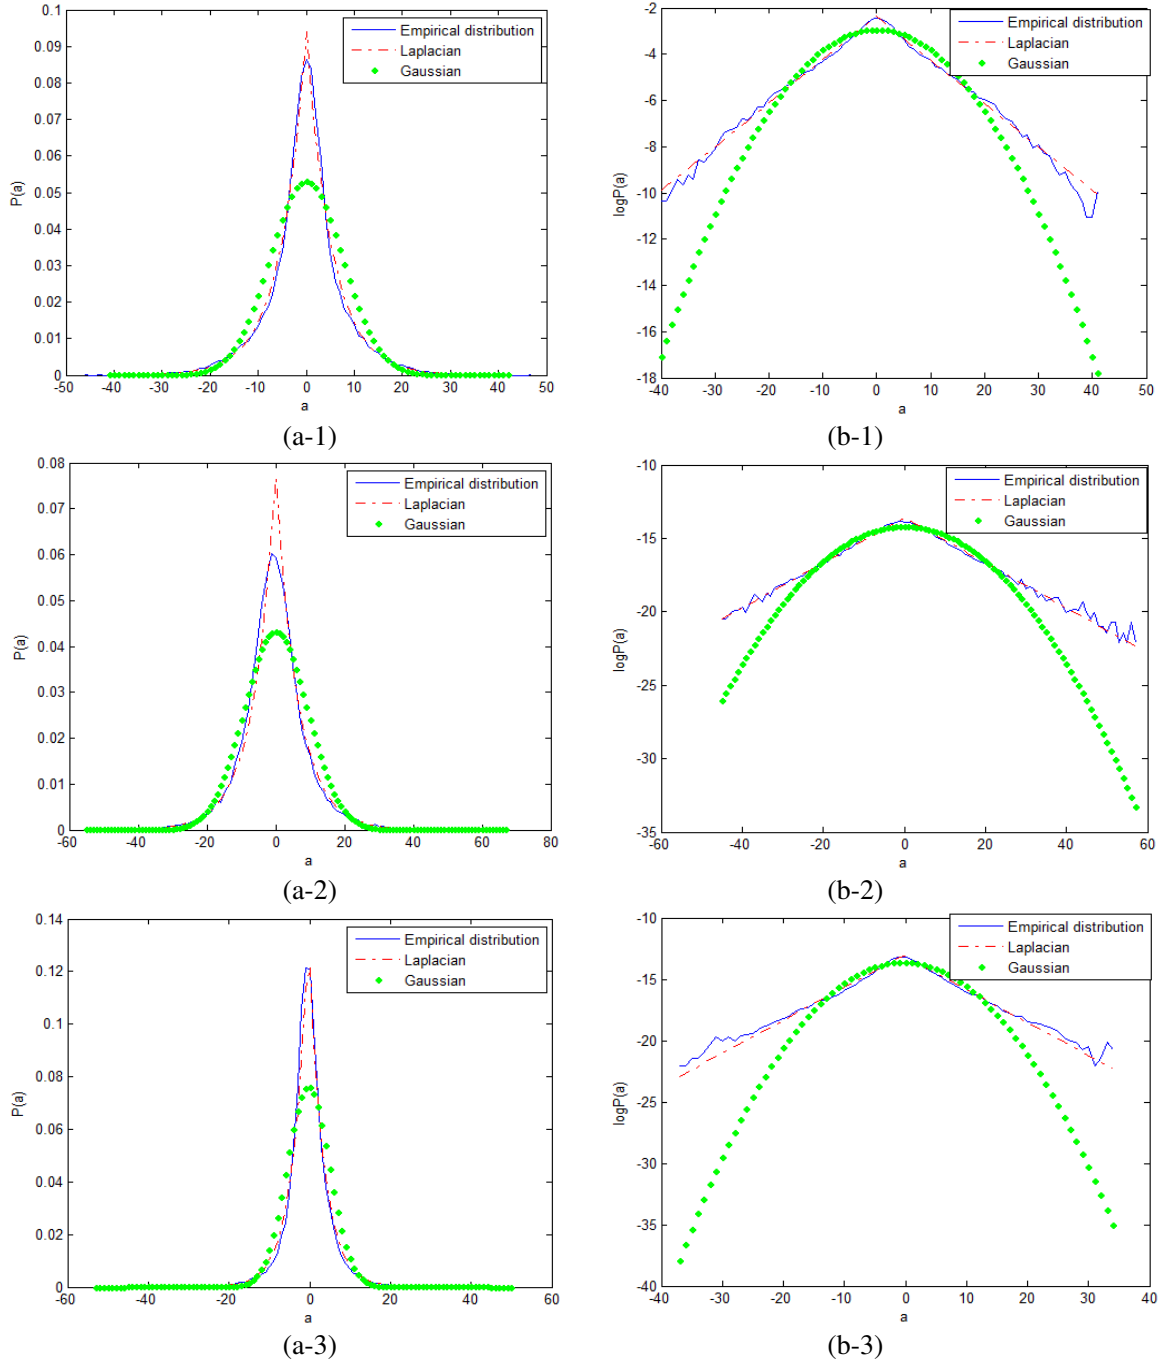 0.1
0.09
0.08
0.07
0.06
0.05
0.04
0.03
0.02
0.01
0
P(a)
-50 -40 -30 -20 -10 0 10 20 30 40 50
a
Empirical distribution
Laplacian
Gaussian
(a-1)
-2
-4
-6
-8
-10
-12
-14
-16
-18
logP(a)
-40 -30 -20 -10 0 10 20 30 40 50
a
Empirical distribution
Laplacian
Gaussian
(b-1)
0.08
0.07
0.06
0.05
0.04
0.03
0.02
0.01
0
P(a)
-60 -40 -20 0 20 40 60 80
a
Empirical distribution
Laplacian
Gaussian
(a-2)
-10
-15
-20
-25
-30
-35
logP(a)
-60 -40 -20 0 20 40 60
a
Empirical distribution
Laplacian
Gaussian
(b-2)
0.14
0.12
0.1
0.08
0.06
0.04
0.02
0
P(a)
-60 -40 -20 0 20 40 60
a
Empirical distribution
Laplacian
Gaussian
(a-3)
-10
-15
-20
-25
-30
-35
-40
logP(a)
-40 -30 -20 -10 0 10 20 30 40
a
Empirical distribution
Laplacian
Gaussian
(b-3)